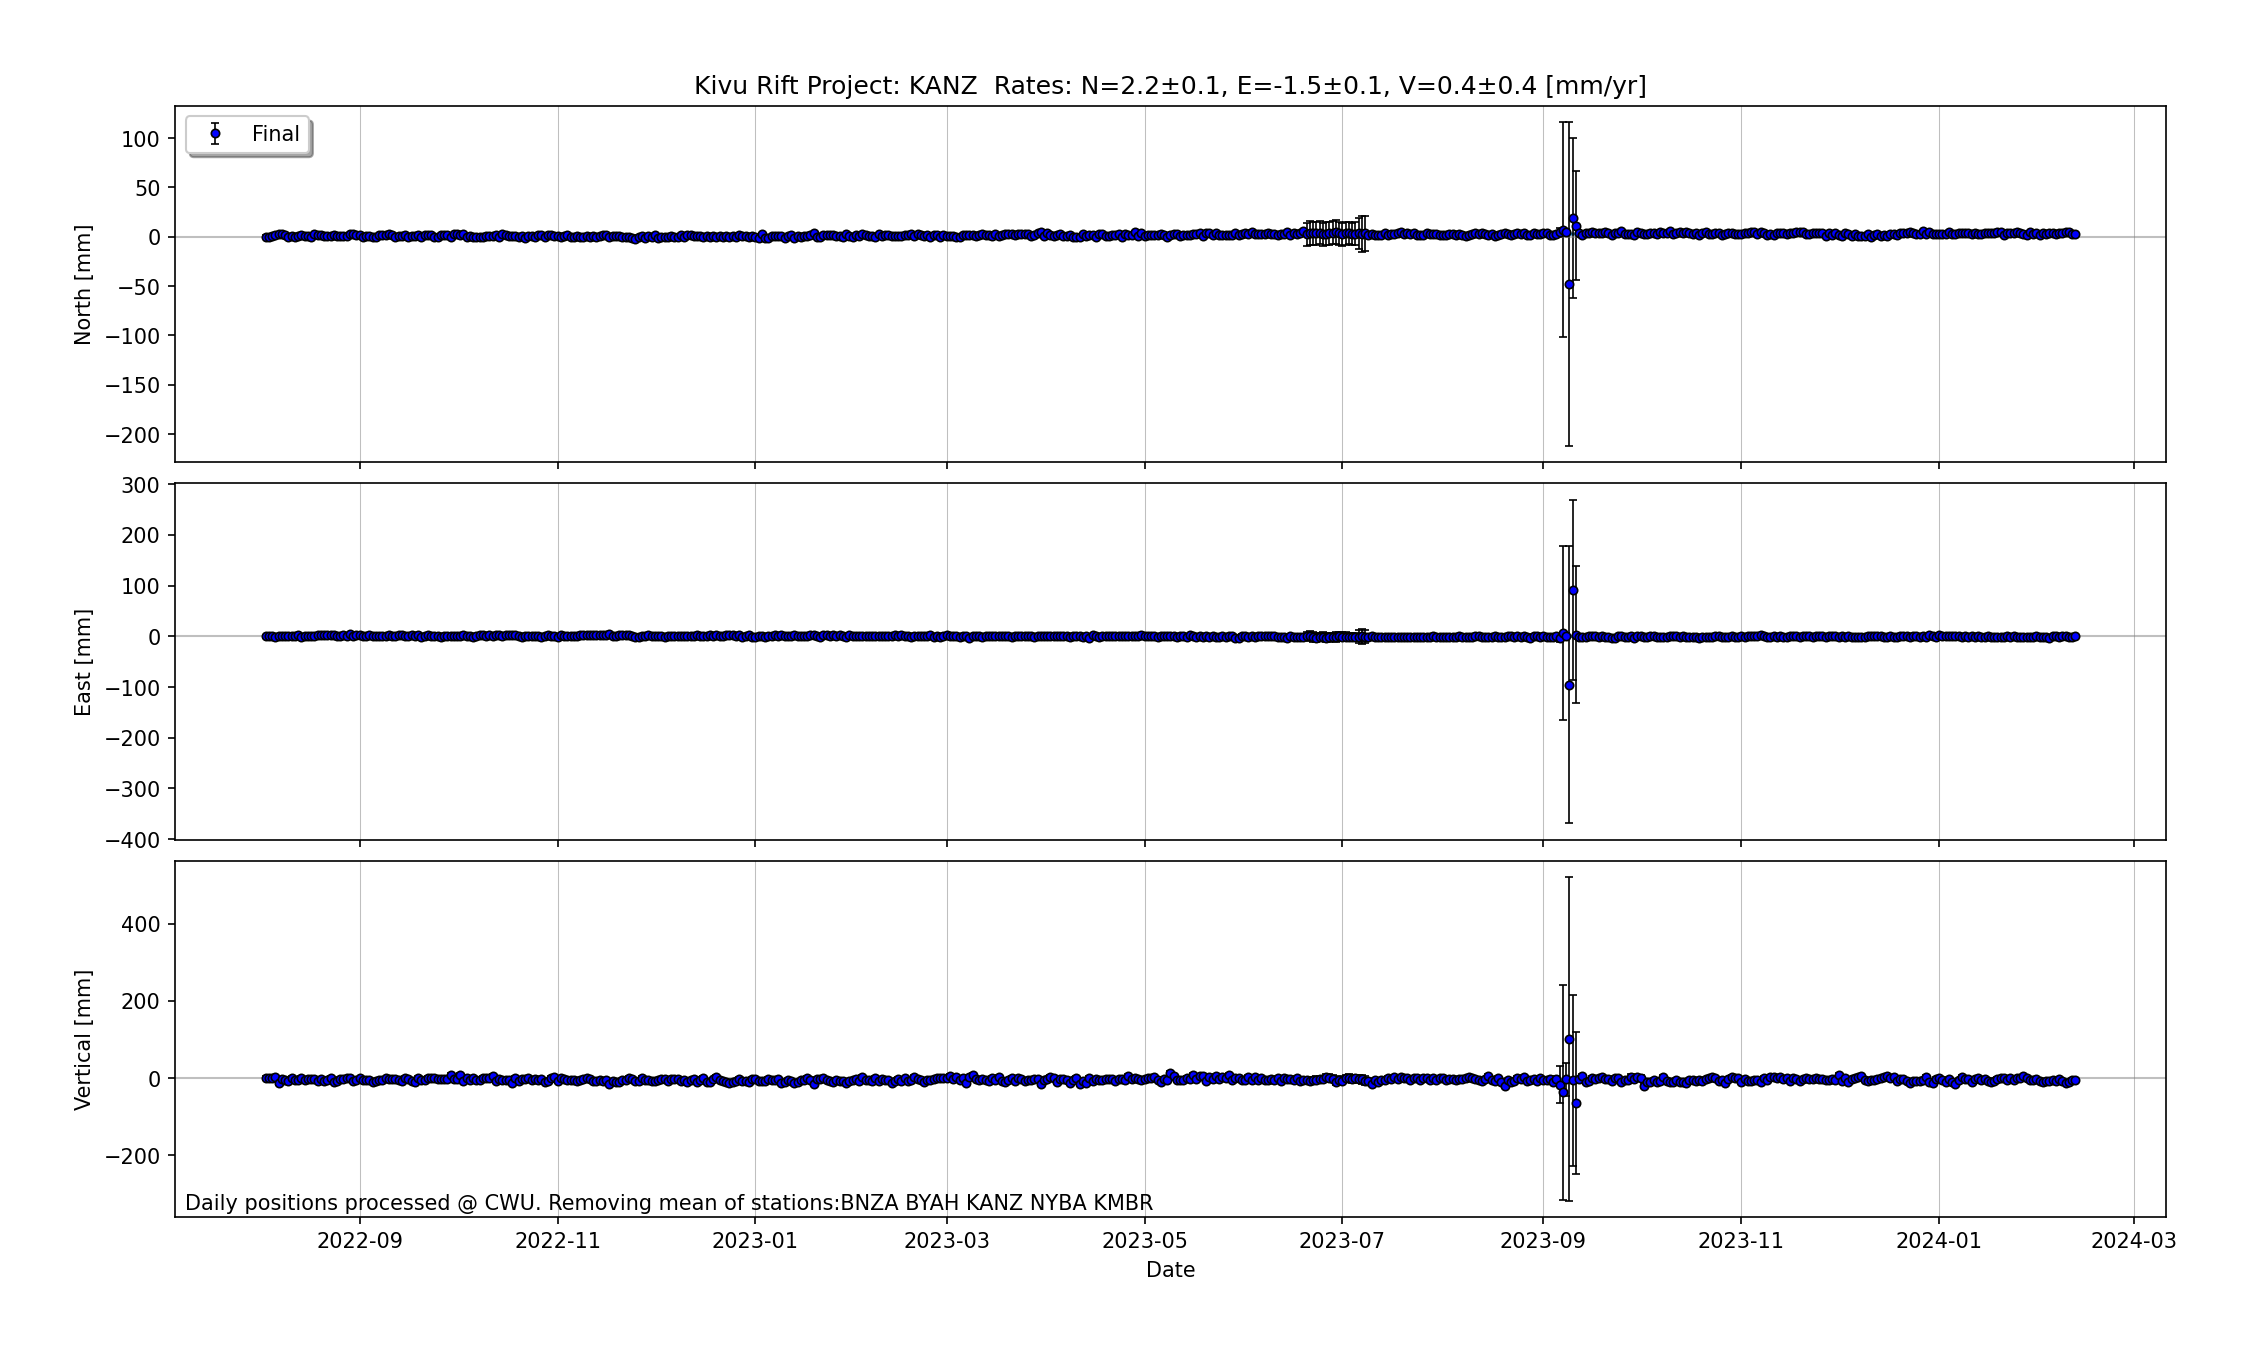 Kivu Rift Project: KANZ  Rates: N=2.2±0.1, E=-1.5±0.1, V=0.4±0.4 [mm/yr]
Final
100
50
0
−50
−100
−150
−200
North [mm]
300
200
100
0
−100
−200
−300
−400
East [mm]
400
200
0
−200
Vertical [mm]
Daily positions processed @ CWU. Removing mean of stations:BNZA BYAH KANZ NYBA KMBR
2022-09 2022-11 2023-01 2023-03 2023-05 2023-07 2023-09 2023-11 2024-01 2024-03
Date